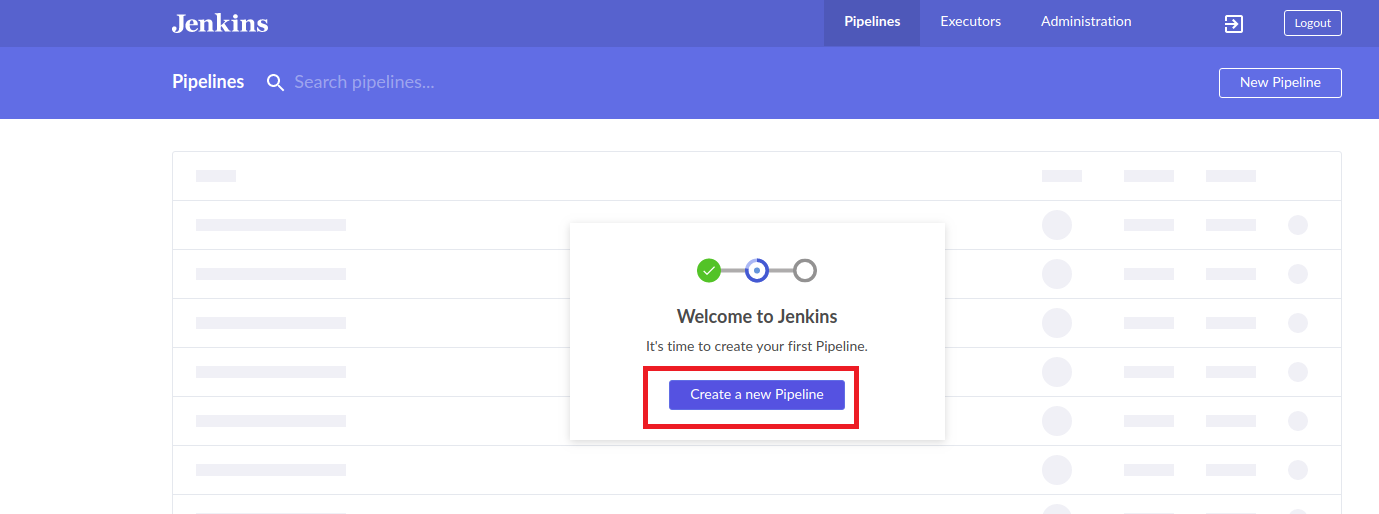 Jenkins
Pipelines
Executors
Administration
Logout
Pipelines
Search pipelines...
New Pipeline
Welcome to Jenkins
It's time to create your first Pipeline.
Create a new Pipeline